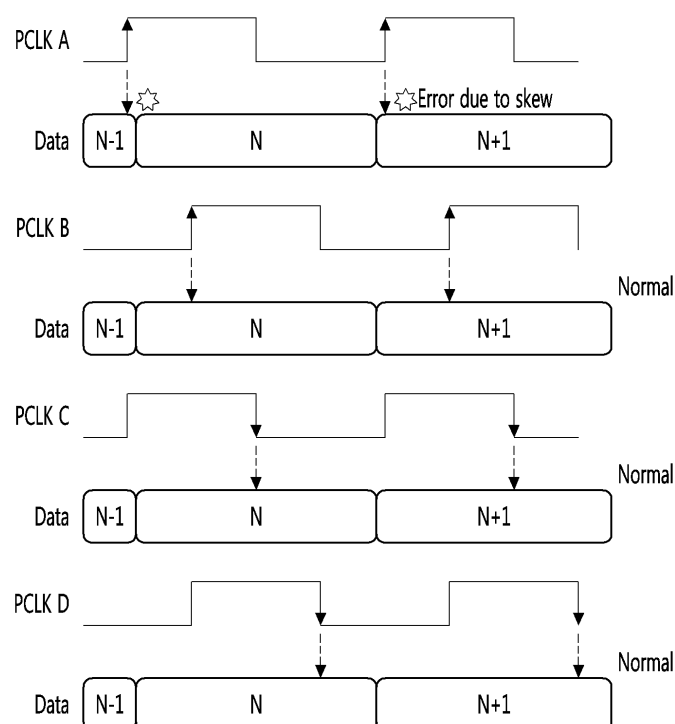 PCLK A
Error due to skew
Data N-1 N N+1
PCLK B
Normal
Data N-1 N N+1
PCLK C
Normal
Data N-1 N N+1
PCLK D
Normal
Data N-1 N N+1